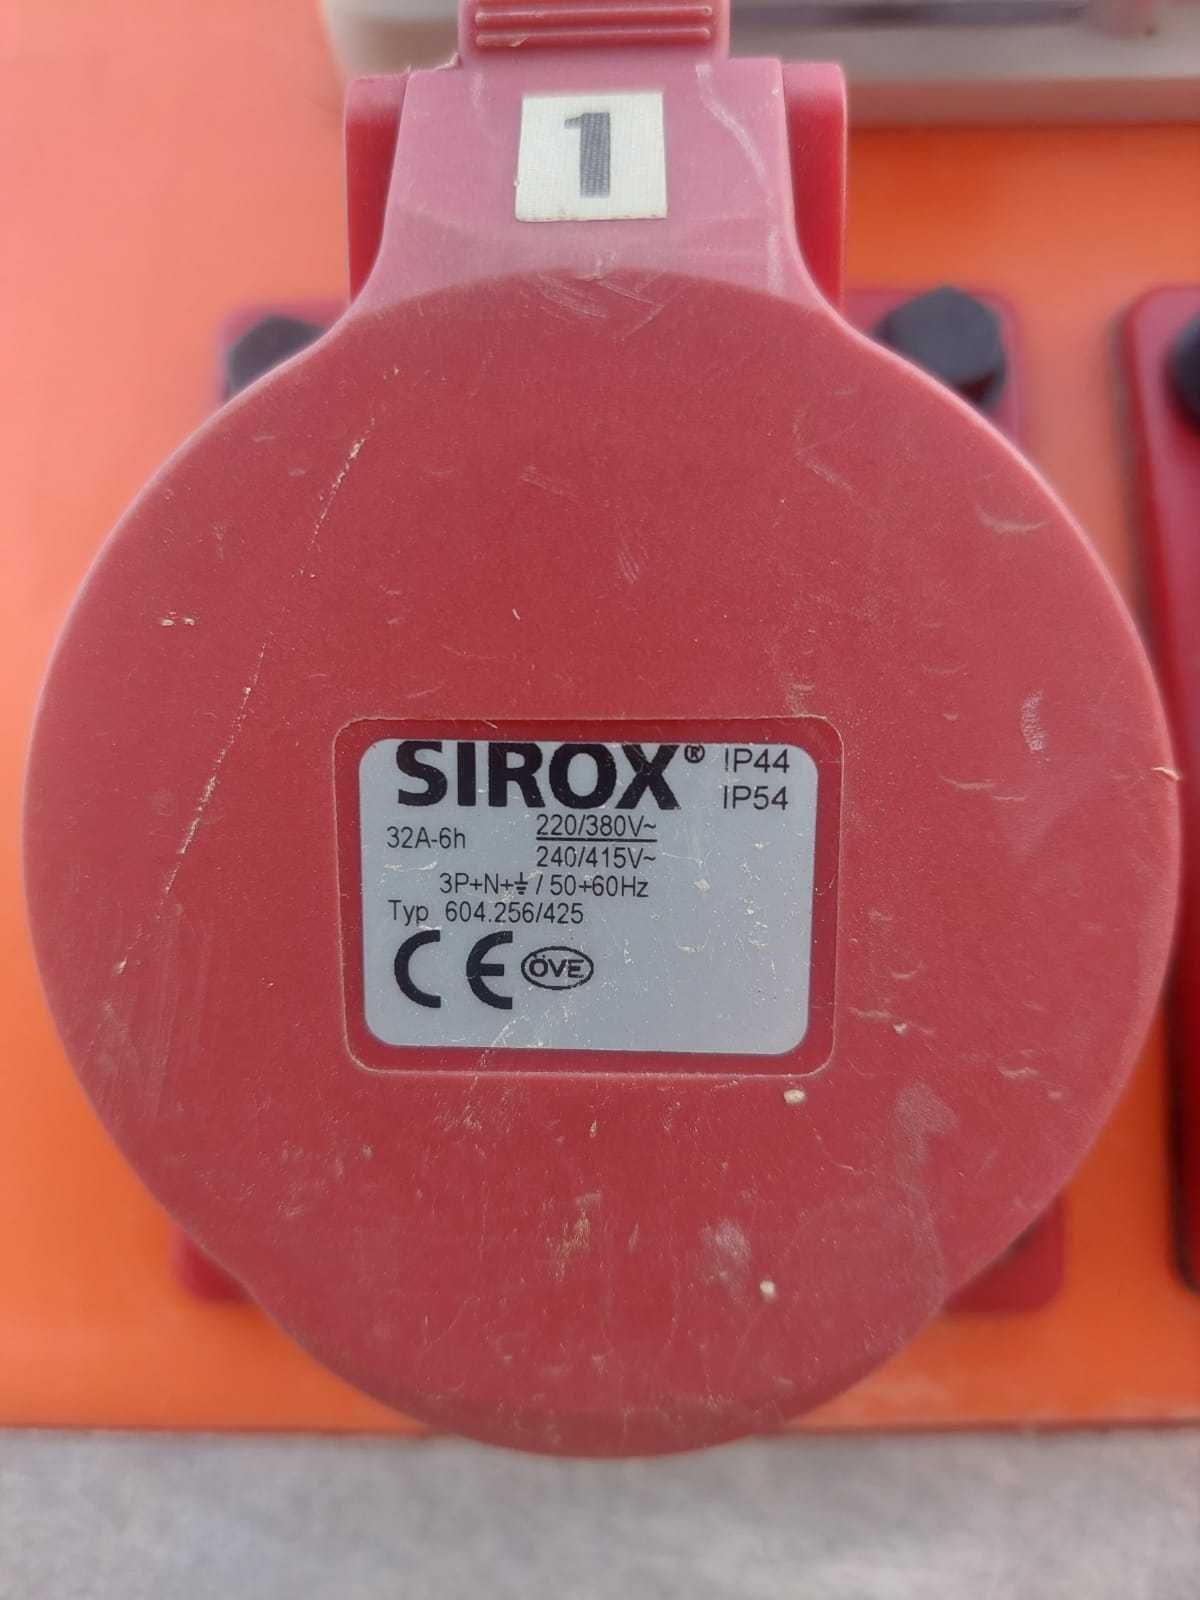 1
SIROX® IP44
IP54
32A-6h 220/380V~
240/415V~
3P+N+⏚ / 50÷60Hz
Typ 604.256/425
CE ÖVE